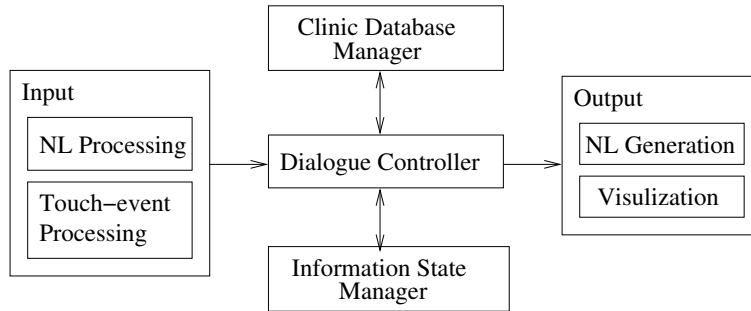 Clinic Database
Manager
Input
NL Processing
Touch-event
Processing
Dialogue Controller
Output
NL Generation
Visulization
Information State
Manager